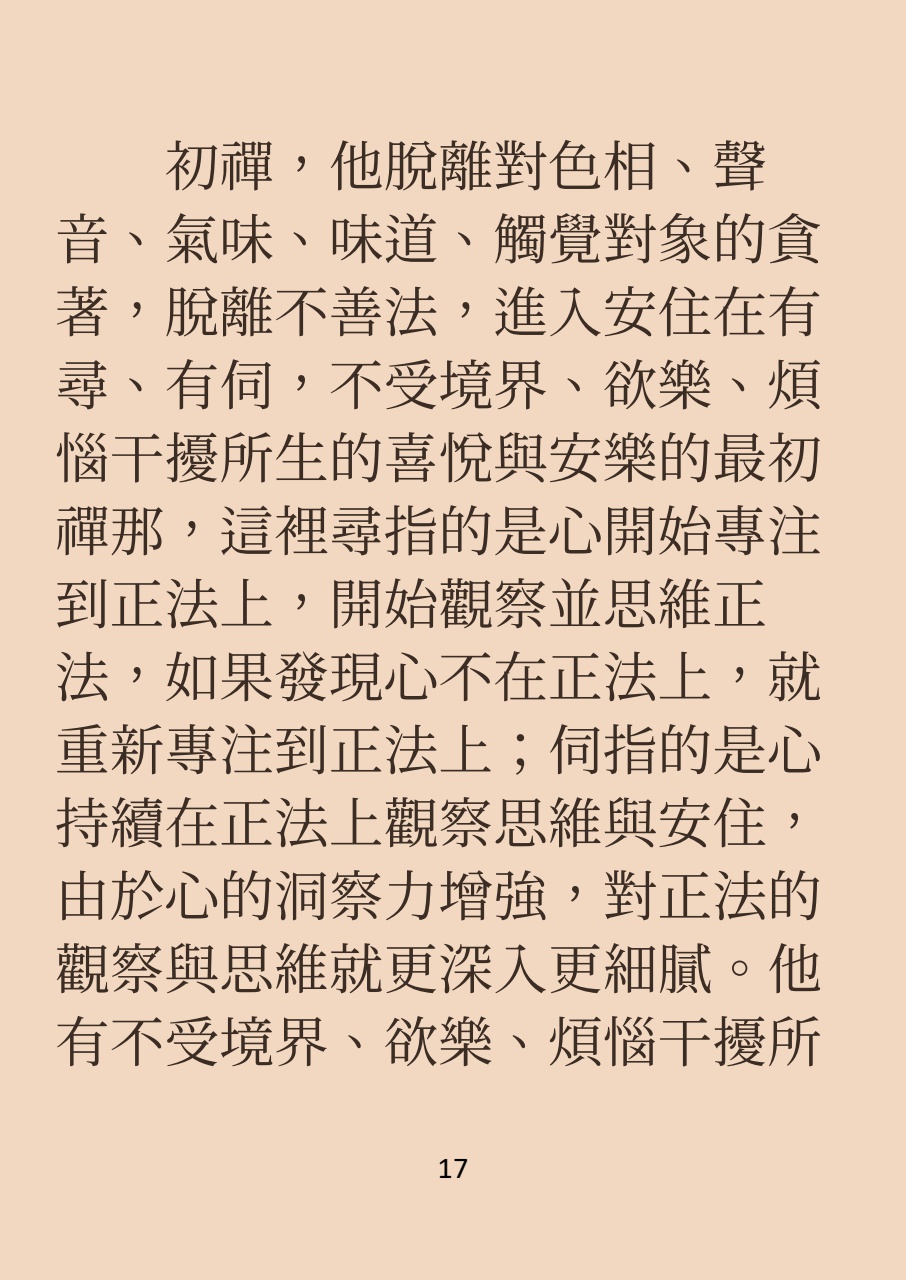 初禪，他脫離對色相、聲
音、氣味、味道、觸覺對象的貪
著，脫離不善法，進入安住在有
尋、有伺，不受境界、欲樂、煩
惱干擾所生的喜悅與安樂的最初
禪那，這裡尋指的是心開始專注
到正法上，開始觀察並思維正
法，如果發現心不在正法上，就
重新專注到正法上；伺指的是心
持續在正法上觀察思維與安住，
由於心的洞察力增強，對正法的
觀察與思維就更深入更細膩。他
有不受境界、欲樂、煩惱干擾所
17